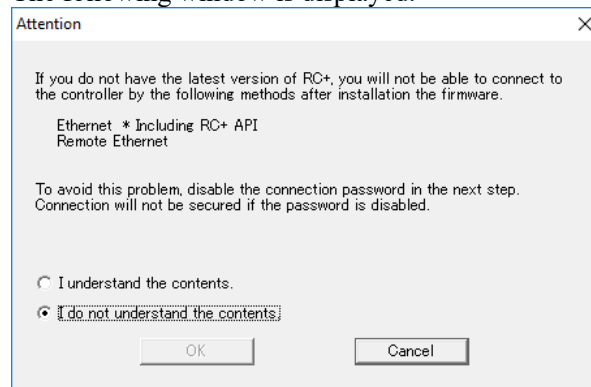 The following window is displayed.
Attention
If you do not have the latest version of RC+, you will not be able to connect to
the controller by the following methods after installation the firmware.
Ethernet * Including RC+ API
Remote Ethernet
To avoid this problem, disable the connection password in the next step.
Connection will not be secured if the password is disabled.
I understand the contents.
I do not understand the contents.
OK
Cancel